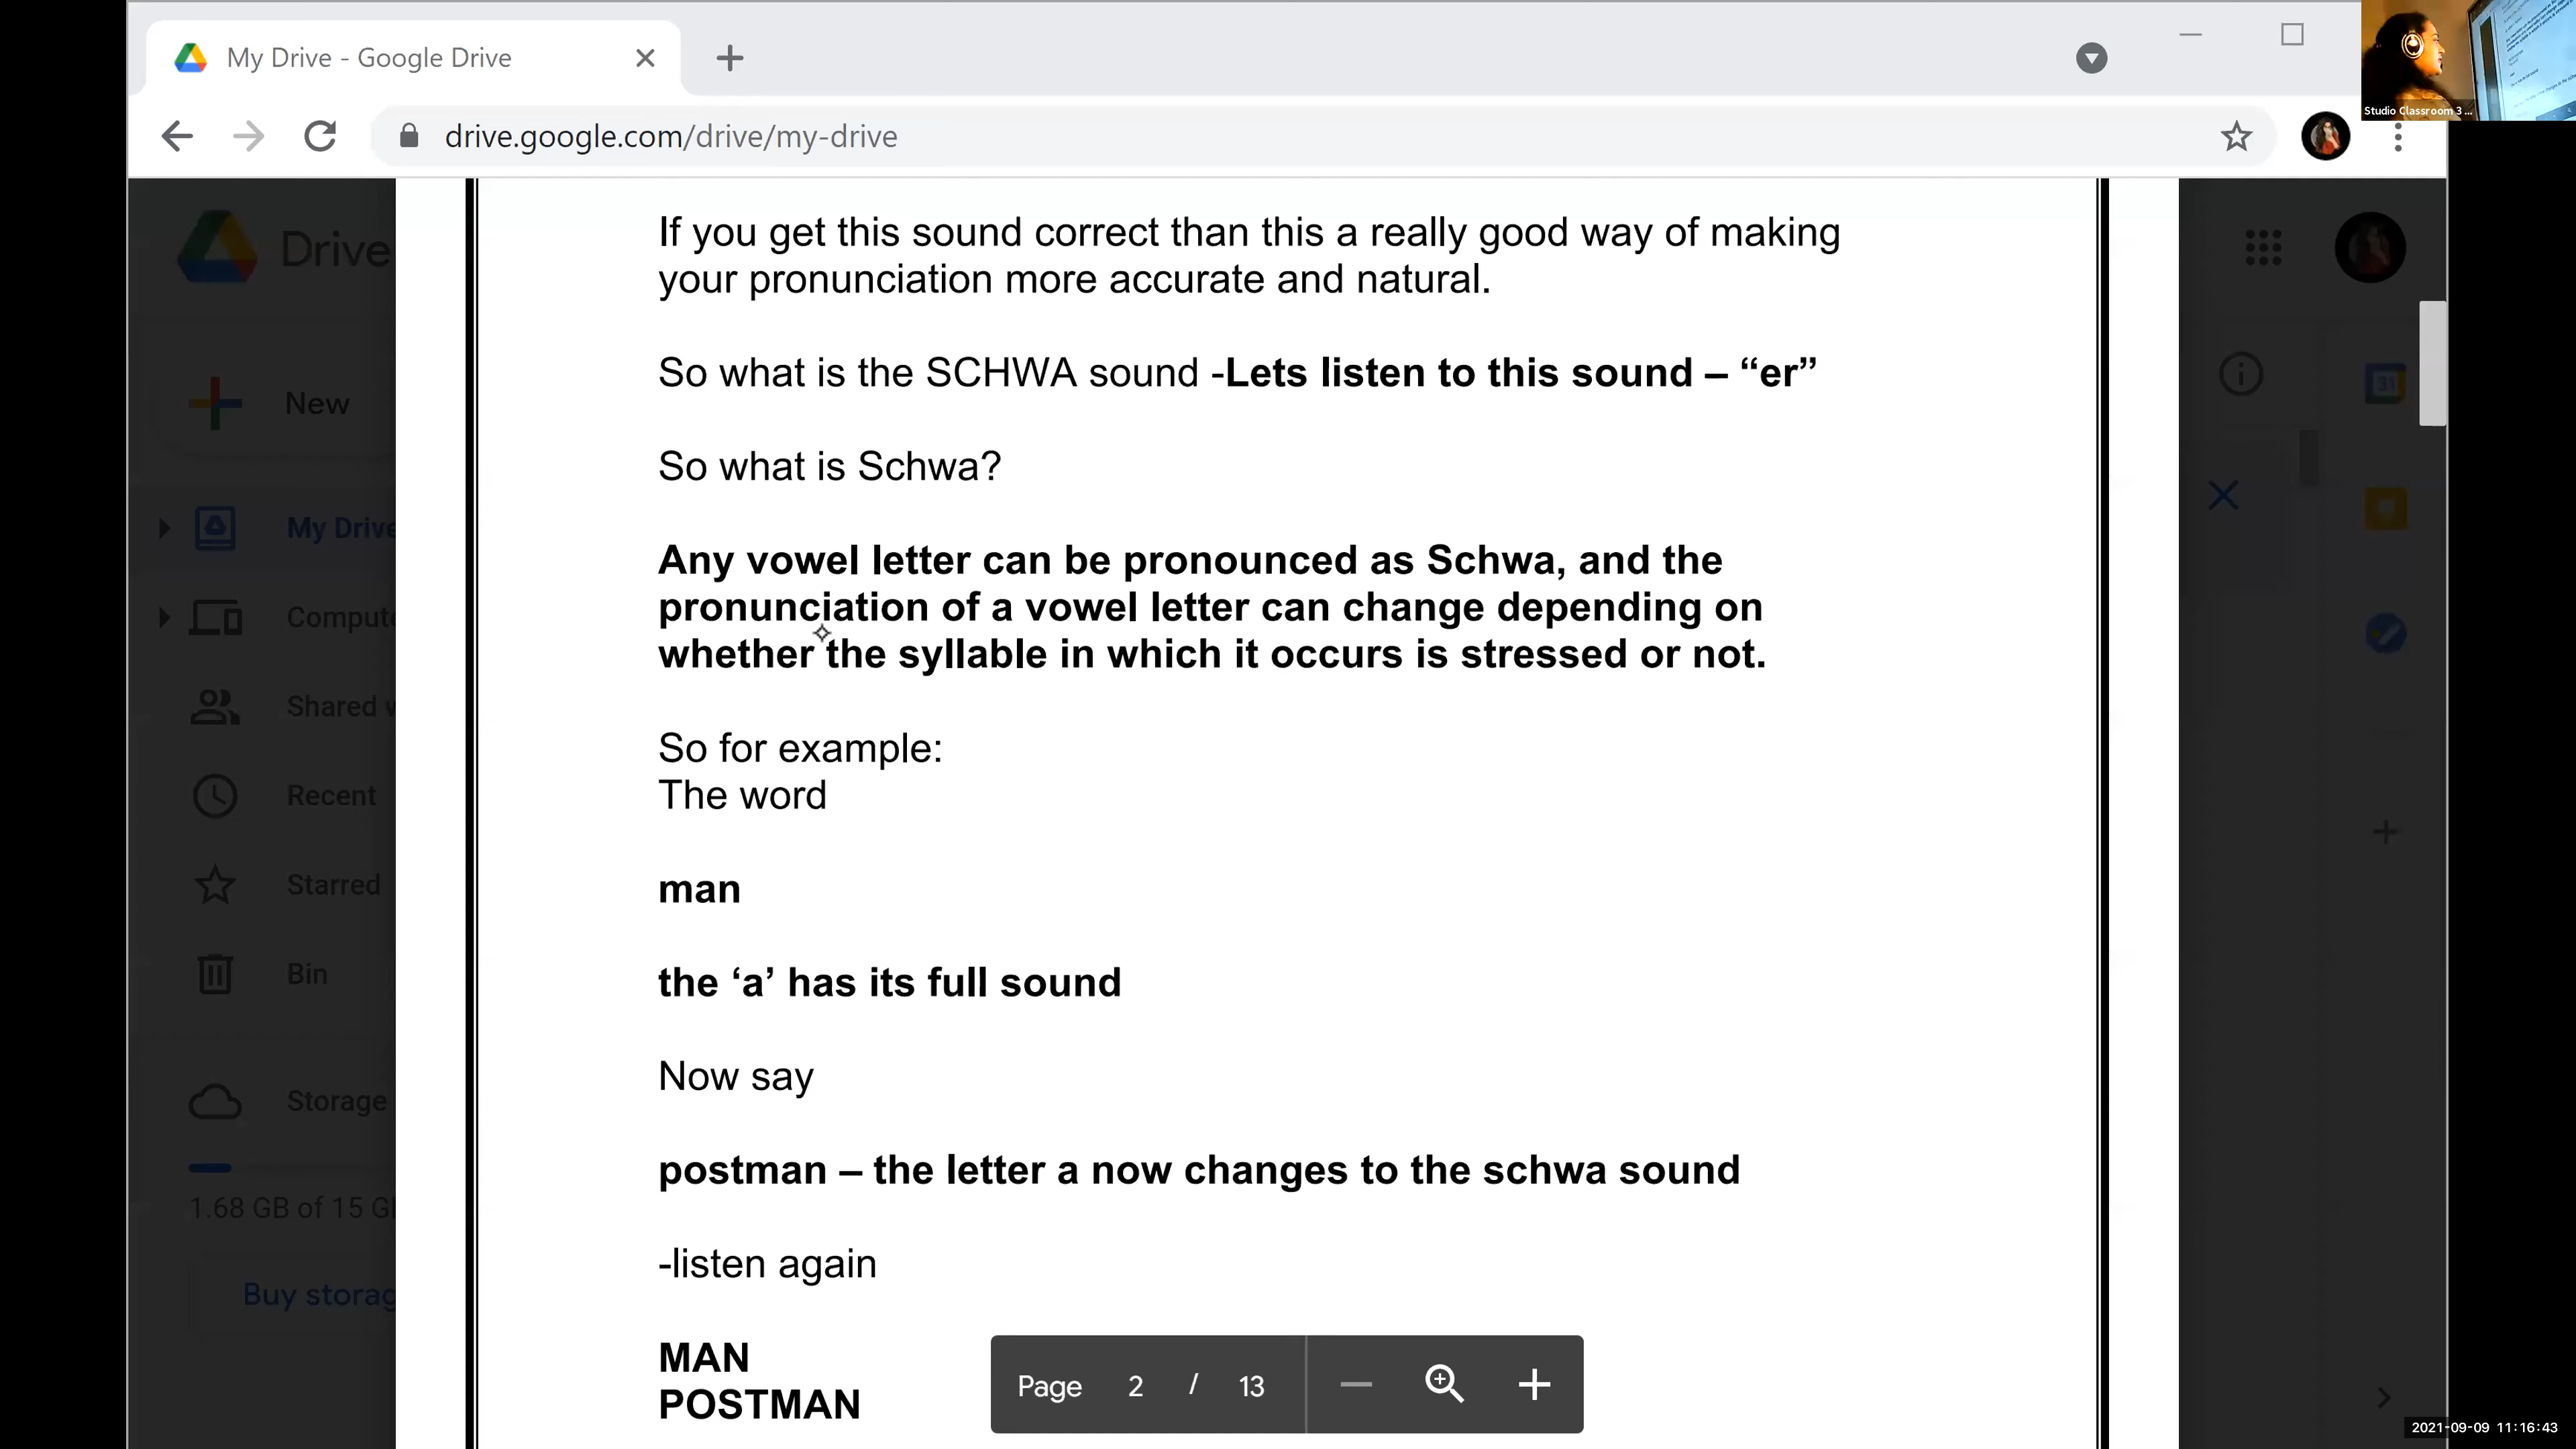 My Drive - Google Drive
drive.google.com/drive/my-drive
Studio Classroom 3 ...
Drive
New
My Drive
Compute
Shared w
Recent
Starred
Bin
Storage
1.68 GB of 15 G
Buy storag
If you get this sound correct than this a really good way of making
your pronunciation more accurate and natural.
So what is the SCHWA sound -Lets listen to this sound – “er”
So what is Schwa?
Any vowel letter can be pronounced as Schwa, and the
pronunciation of a vowel letter can change depending on
whether the syllable in which it occurs is stressed or not.
So for example:
The word
man
the ‘a’ has its full sound
Now say
postman – the letter a now changes to the schwa sound
-listen again
MAN
POSTMAN
Page 2 / 13
31
2021-09-09 11:16:43